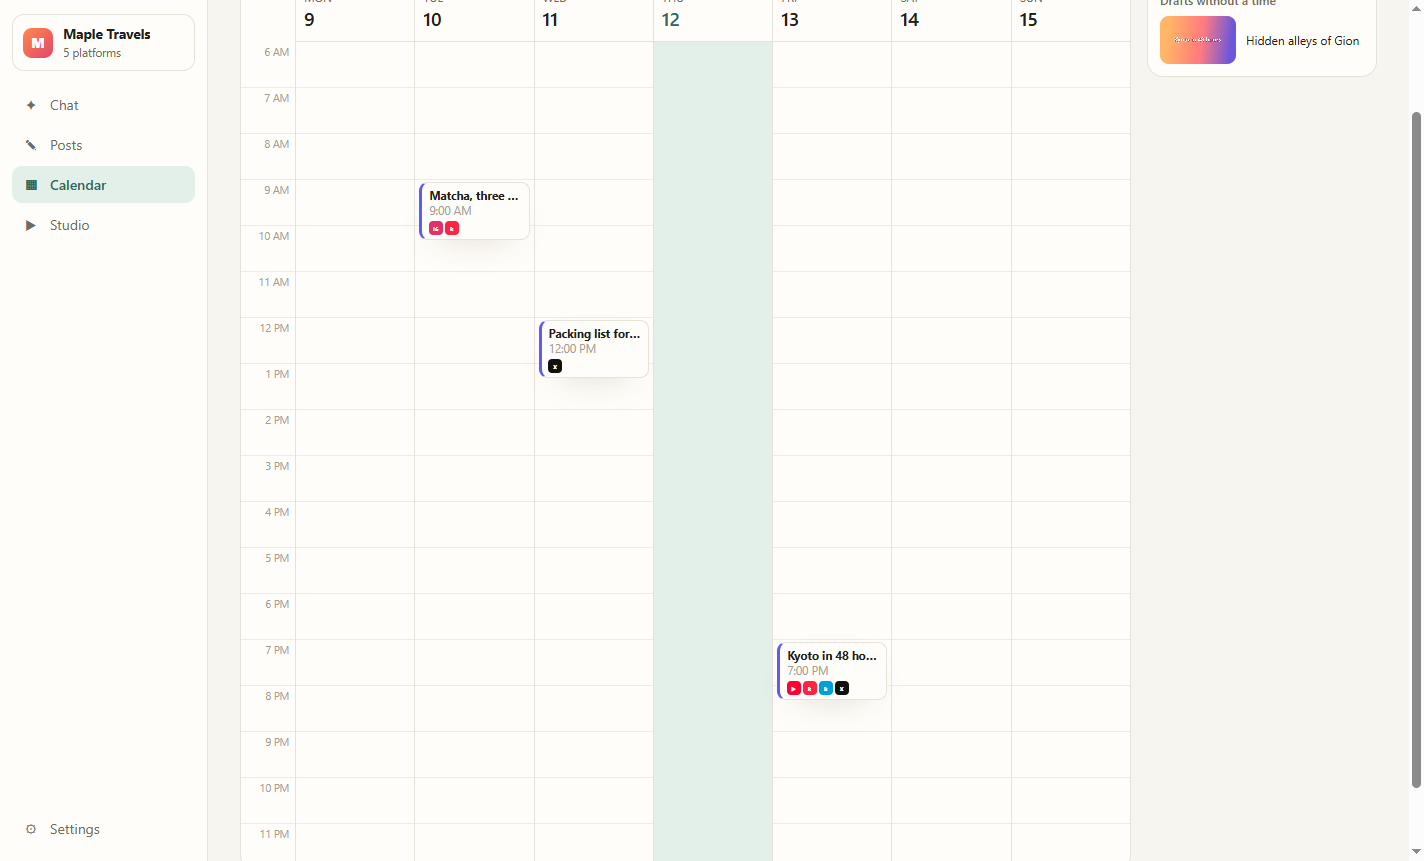 Maple Travels
5 platforms
M
Chat
Posts
Calendar
Studio
Settings
9
10
11
12
13
14
15
6 AM
7 AM
8 AM
9 AM
10 AM
11 AM
12 PM
1 PM
2 PM
3 PM
4 PM
5 PM
6 PM
7 PM
8 PM
9 PM
10 PM
11 PM
Matcha, three ...
9:00 AM
Packing list for...
12:00 PM
X
Kyoto in 48 ho...
7:00 PM
Drafts without a time
Hidden alleys of Gion